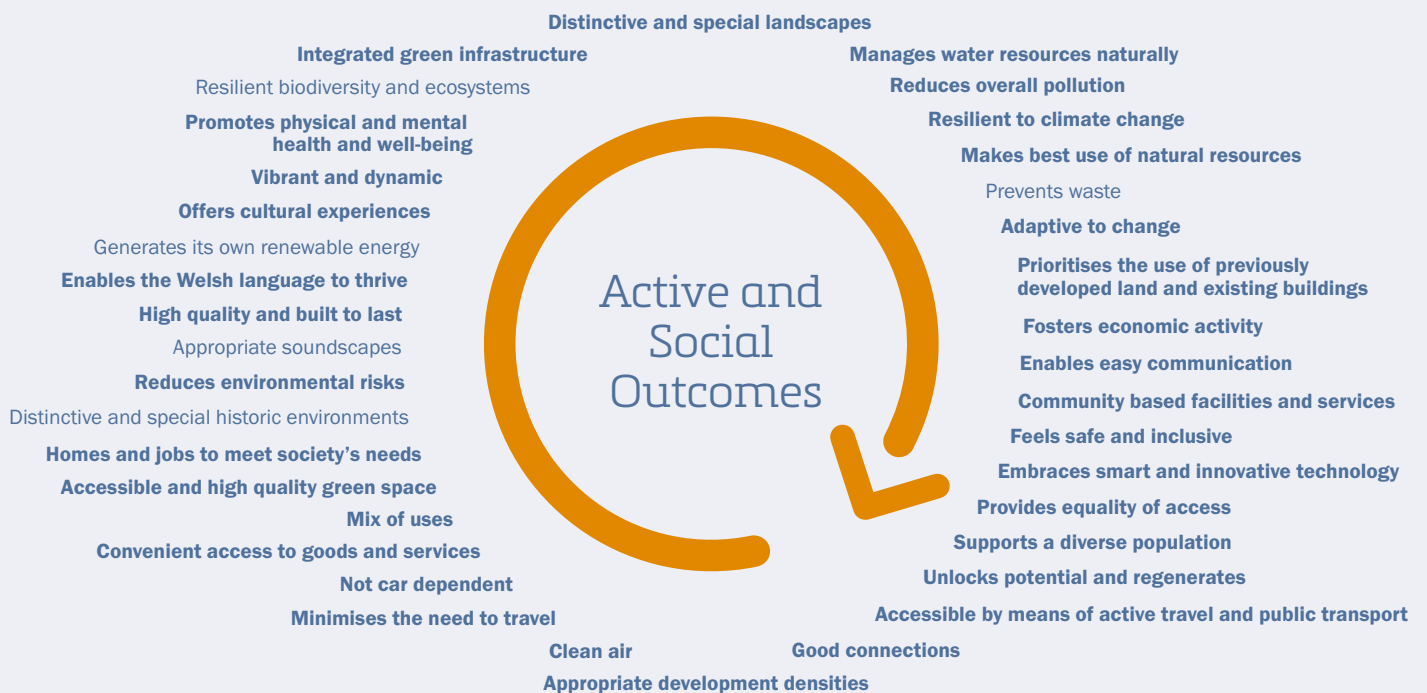 Distinctive and special landscapes
Integrated green infrastructure
Manages water resources naturally
Resilient biodiversity and ecosystems
Reduces overall pollution
Promotes physical and mental
health and well-being
Resilient to climate change
Makes best use of natural resources
Vibrant and dynamic
Prevents waste
Offers cultural experiences
Adaptive to change
Generates its own renewable energy
Prioritises the use of previously
developed land and existing buildings
Enables the Welsh language to thrive
High quality and built to last
Fosters economic activity
Appropriate soundscapes
Enables easy communication
Reduces environmental risks
Community based facilities and services
Distinctive and special historic environments
Feels safe and inclusive
Homes and jobs to meet society's needs
Embraces smart and innovative technology
Accessible and high quality green space
Provides equality of access
Mix of uses
Supports a diverse population
Convenient access to goods and services
Unlocks potential and regenerates
Not car dependent
Accessible by means of active travel and public transport
Minimises the need to travel
Clean air
Good connections
Appropriate development densities
Active and
Social
Outcomes